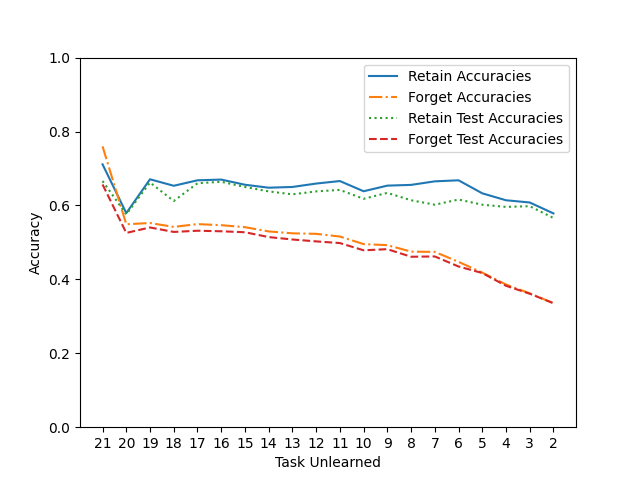 1.0
0.8
0.6
0.4
0.2
0.0
Accuracy
Retain Accuracies
Forget Accuracies
Retain Test Accuracies
Forget Test Accuracies
21 20 19 18 17 16 15 14 13 12 11 10 9 8 7 6 5 4 3 2
Task Unlearned